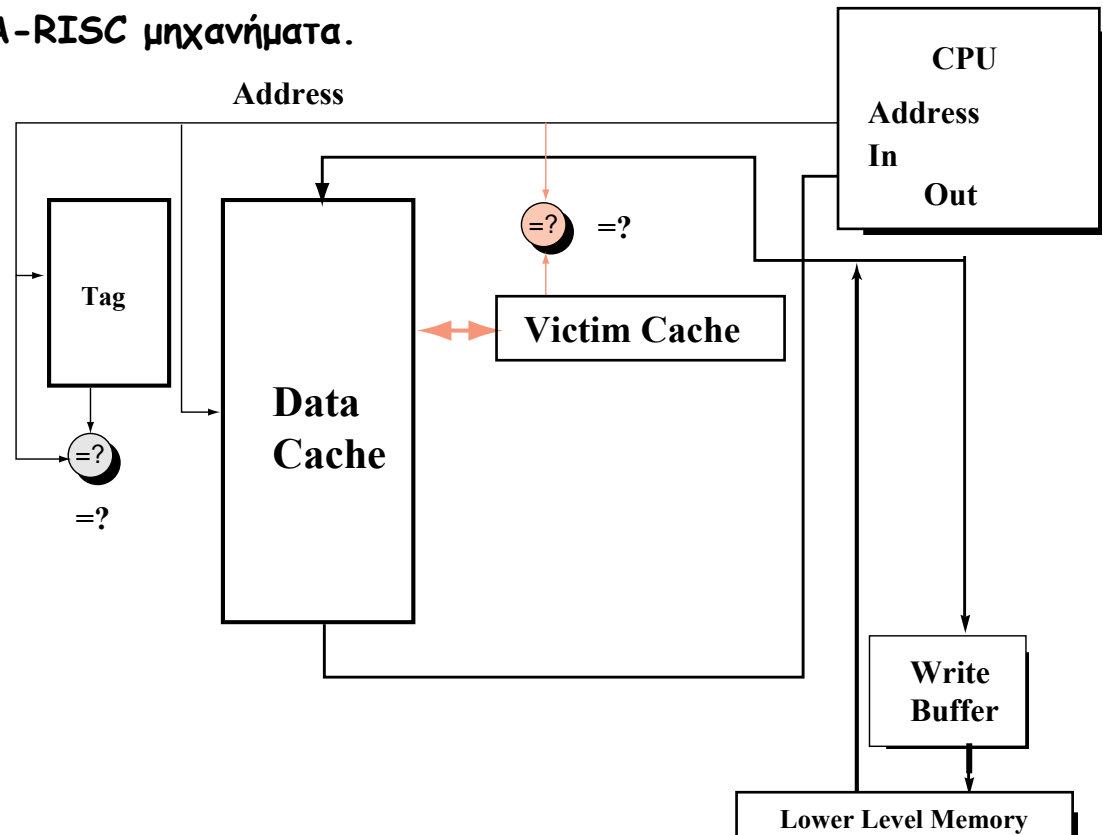 A-RISC μηχανήματα.
CPU
Address
Address
In
Out
=?
=?
Tag
Victim Cache
Data
Cache
=?
=?
Write
Buffer
Lower Level Memory